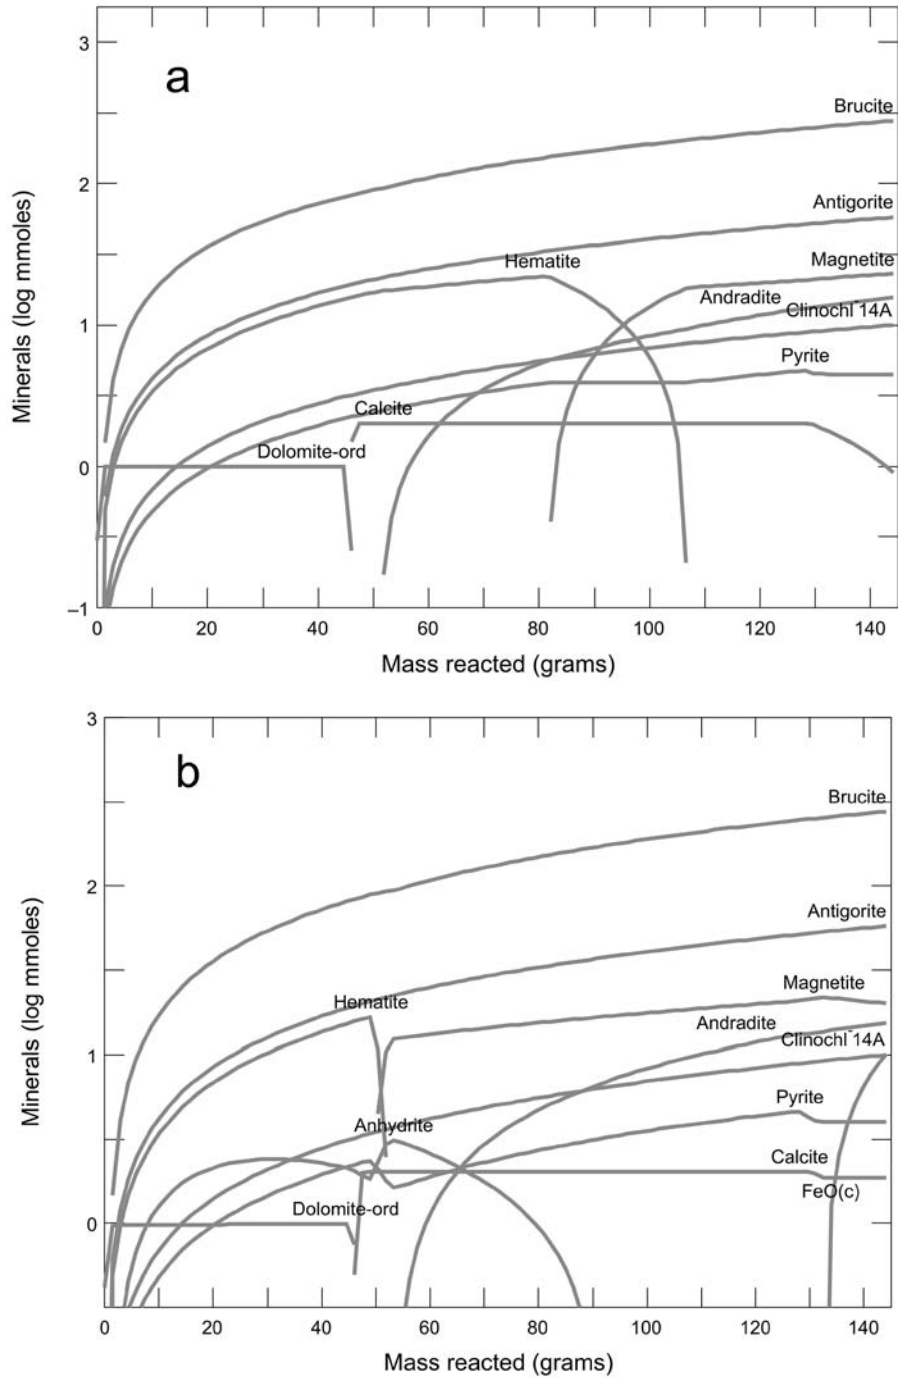 a
3
2
1
0
–1
Minerals (log mmoles)
Brucite
Antigorite
Hematite
Magnetite
Andradite
Clinochl-14A
Pyrite
Calcite
Dolomite-ord
0 20 40 60 80 100 120 140
Mass reacted (grams)
b
3
2
1
0
Minerals (log mmoles)
Brucite
Antigorite
Magnetite
Hematite
Andradite
Clinochl-14A
Pyrite
Anhydrite
Calcite
FeO(c)
Dolomite-ord
0 20 40 60 80 100 120 140
Mass reacted (grams)